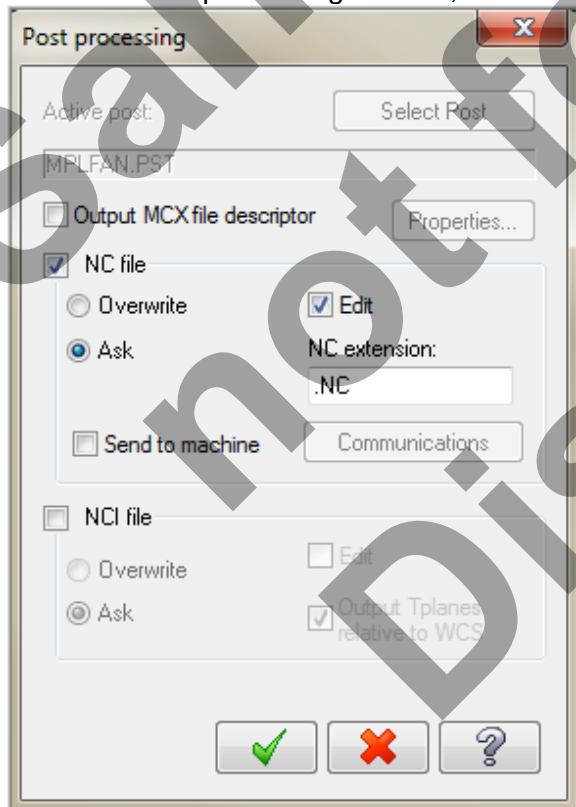 Post processing
Active post:
Select Post
MPLFAN.PST
Output MCX file descriptor
Properties...
NC file
Overwrite
Edit
Ask
NC extension:
.NC
Send to machine
Communications
NCI file
Overwrite
Edit
Ask
Output Tplanes
relative to WCS